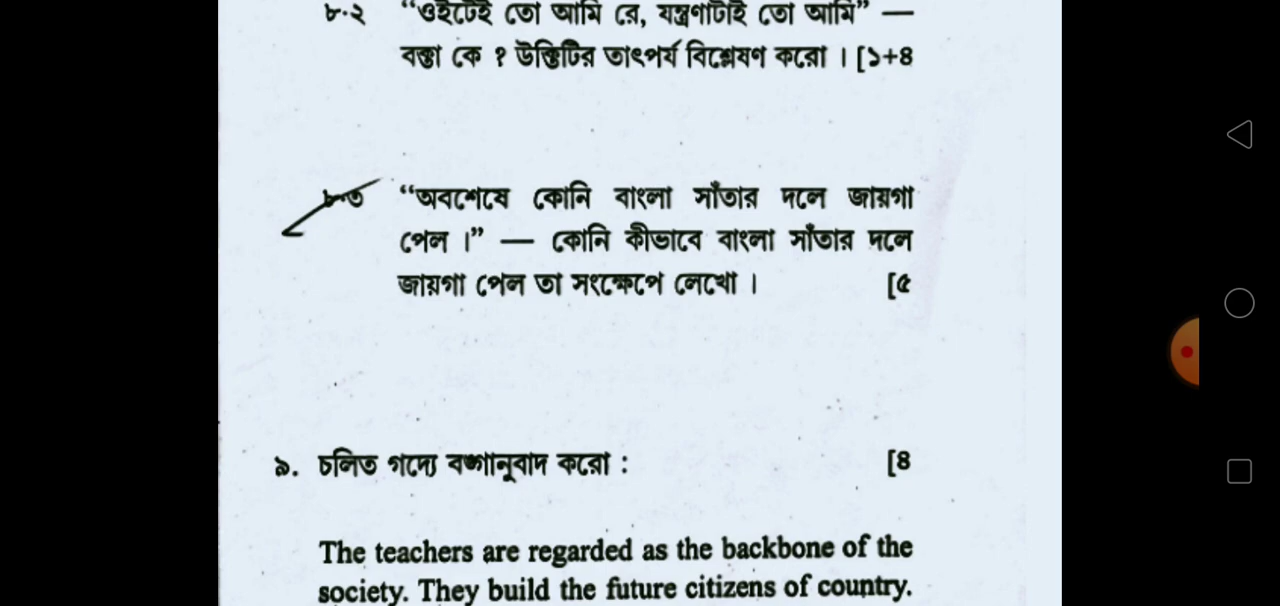 ৮·২ “ওইটেই তো আমি রে, যন্ত্রণাটাই তো আমি” —
বক্তা কে ? উক্তিটির তাৎপর্য বিশ্লেষণ করো । [১+৪
৮·৩ “অবশেষে কোনি বাংলা সাঁতার দলে জায়গা
পেল ।” — কোনি কীভাবে বাংলা সাঁতার দলে
জায়গা পেল তা সংক্ষেপে লেখো । [৫
৯. চলিত গদ্যে বঙ্গানুবাদ করো : [৪
The teachers are regarded as the backbone of the
society. They build the future citizens of country.